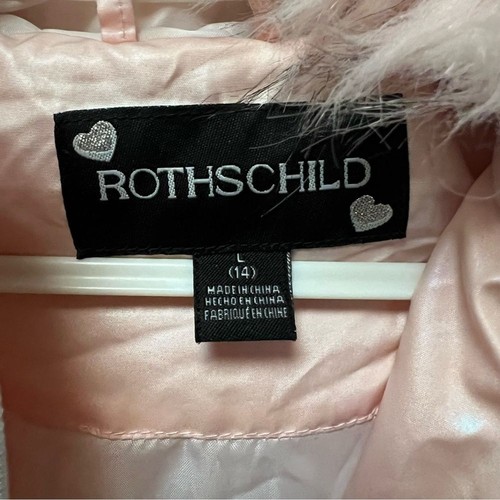 ROTHSCHILD
L
(14)
MADE IN CHINA
HECHO EN CHINA
FABRIQUÉ EN CHINE